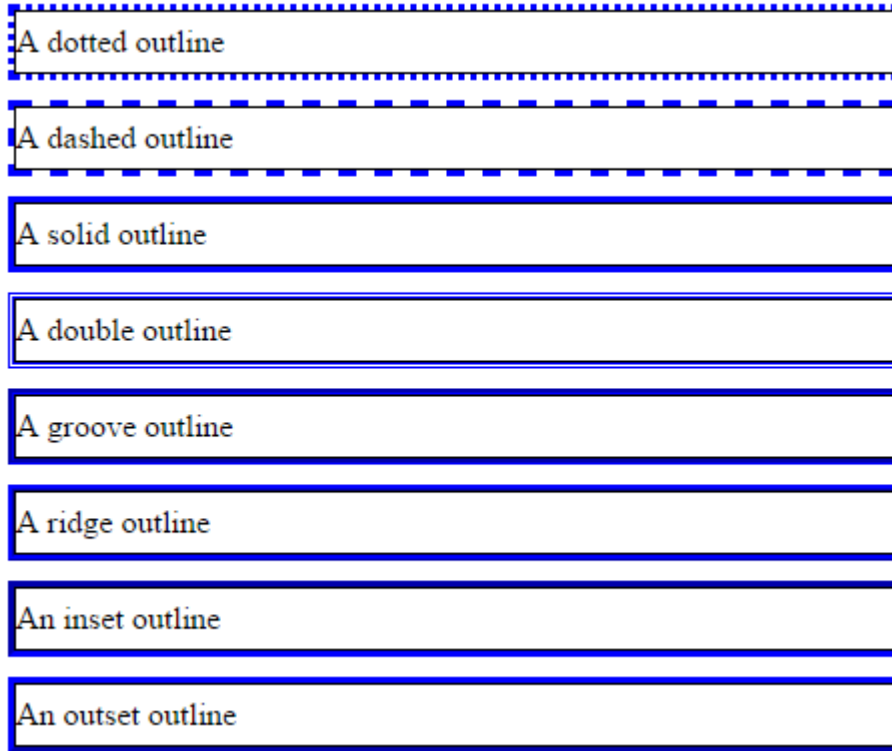 A dotted outline
A dashed outline
A solid outline
A double outline
A groove outline
A ridge outline
An inset outline
An outset outline